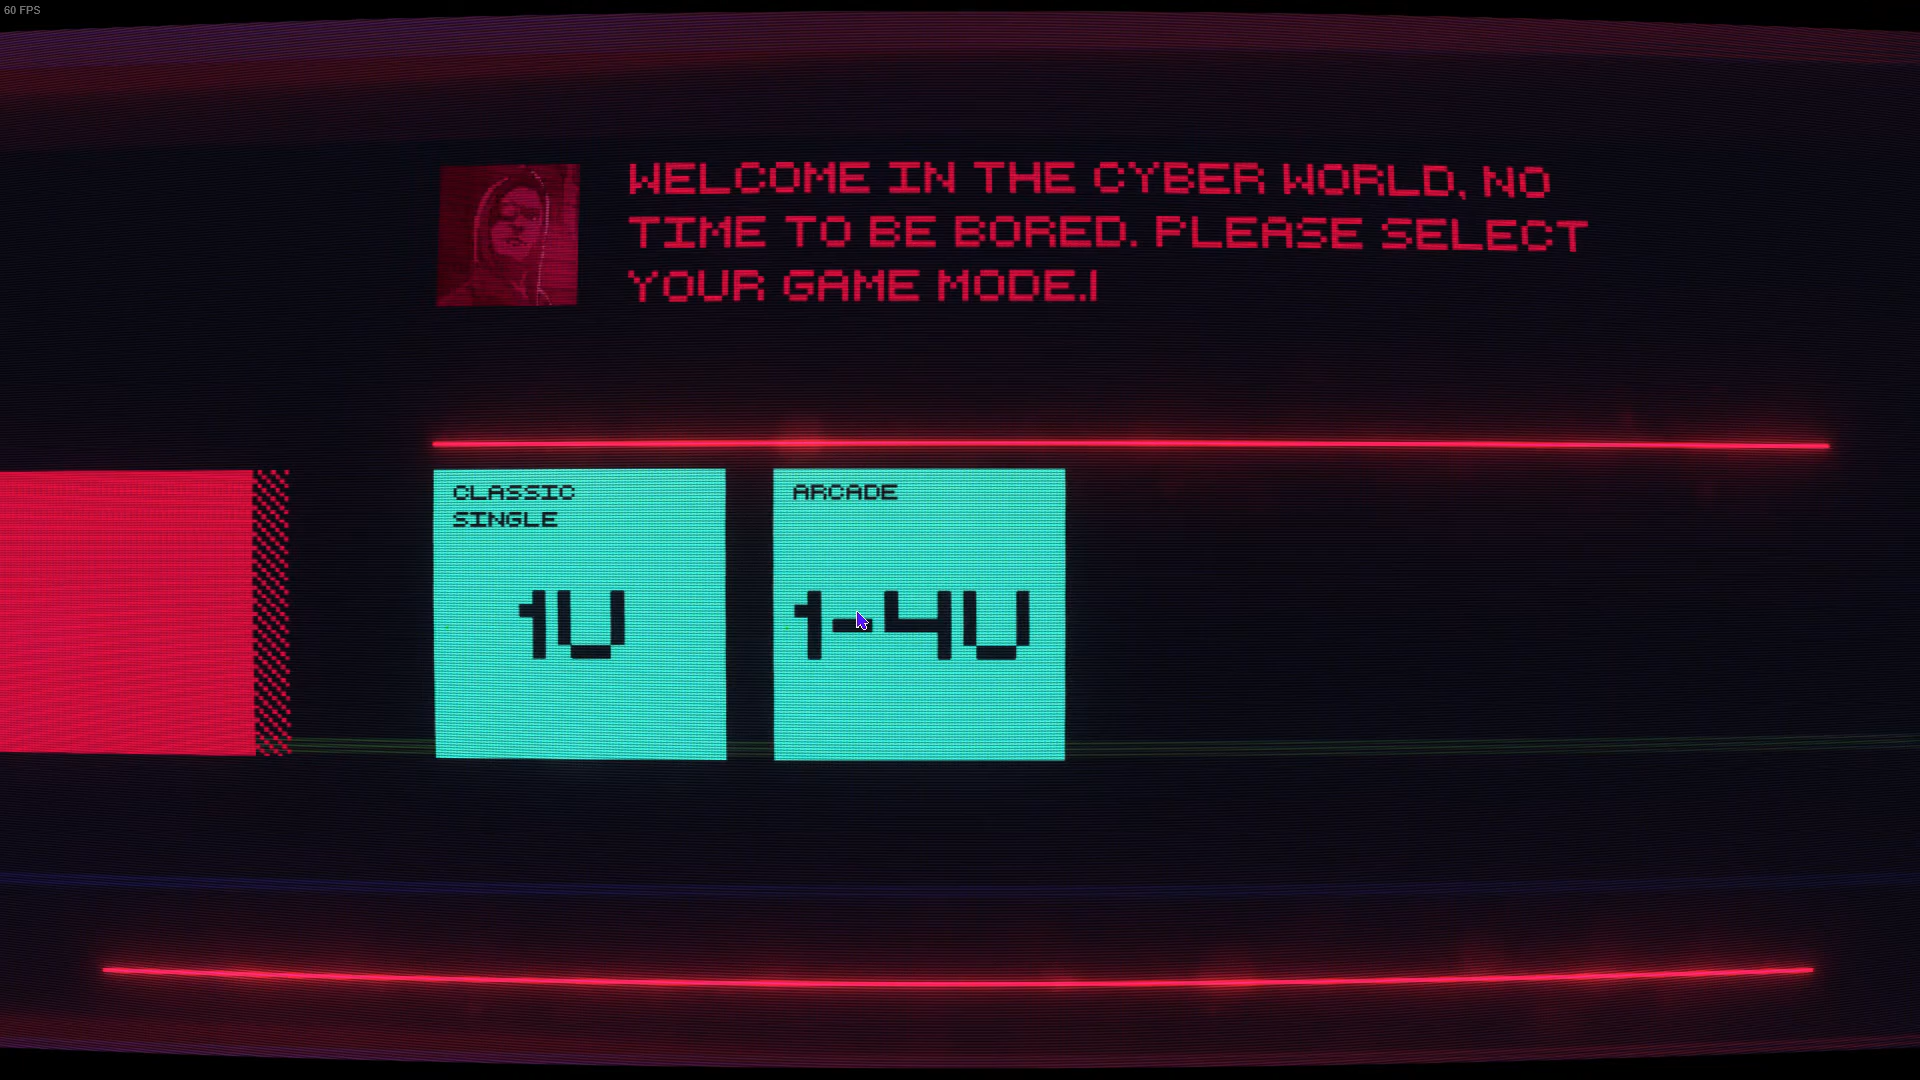 60 FPS
WELCOME IN THE CYBER WORLD, NO
TIME TO BE BORED. PLEASE SELECT
YOUR GAME MODE.
CLASSIC
SINGLE
1U
ARCADE
1-4U